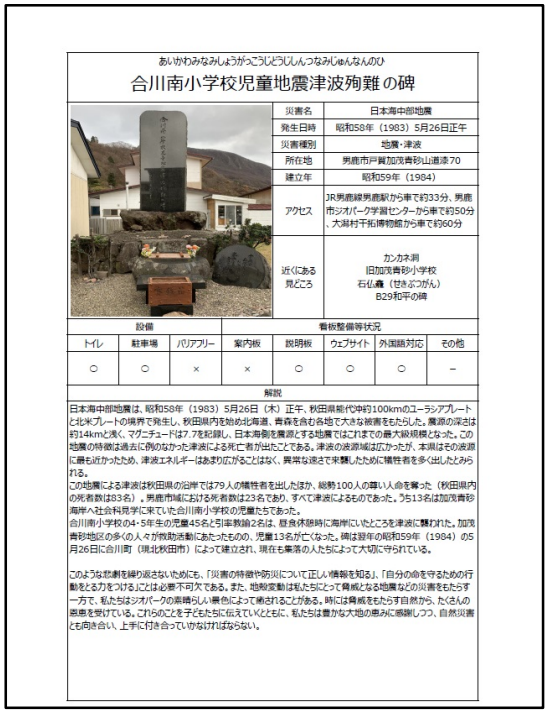 あいかわみなみしょうがっこうじどうじしんつなみじゅんなんのひ
合川南小学校児童地震津波殉難の碑
災害名 日本海中部地震
発生日時 昭和58年（1983）5月26日正午
災害種別 地震・津波
所在地 男鹿市戸賀加茂青砂山道添70
建立年 昭和59年（1984）
アクセス
JR男鹿線男鹿駅から車で約33分、男鹿
市ジオパーク学習センターから車で約50分
、大潟村干拓博物館から車で約60分
近くにある
見どころ
カンカネ洞
旧加茂青砂小学校
石仏龕（せきぶつがん）
B29和平の碑
設備 看板整備等状況
トイレ 駐車場 バリアフリー 案内板 説明板 ウェブサイト 外国語対応 その他
○ ○ × × ○ ○ ○ －
解説
日本海中部地震は、昭和58年（1983）5月26日（木）正午、秋田県能代沖約100kmのユーラシアプレート
と北米プレートの境界で発生し、秋田県内を始め北海道、青森を含む各地で大きな被害をもたらした。震源の深さは
約14kmと浅く、マグニチュードは7.7を記録し、日本海側を震源とする地震ではこれまでの最大級規模となった。この
地震の特徴は過去に例のなかった津波による死亡者が出たことである。津波の波源域は広かったが、本県はその波源
に最も近かったため、津波エネルギーはあまり広がることはなく、異常な速さで来襲したために犠牲者を多く出したとみら
れる。
この地震による津波は秋田県の沿岸では79人の犠牲者を出したほか、総勢100人の尊い人命を奪った（秋田県内
の死者数は83名）。男鹿市域における死者数は23名であり、すべて津波によるものであった。うち13名は加茂青砂
海岸へ社会科見学に来ていた合川南小学校の児童たちであった。
合川南小学校の4・5年生の児童45名と引率教諭2名は、昼食休憩時に海岸にいたところを津波に襲われた。加茂
青砂地区の多くの人々が救助活動にあたったものの、児童13名が亡くなった。碑は翌年の昭和59年（1984）の5
月26日に合川町（現北秋田市）によって建立され、現在も集落の人たちによって大切に守られている。
このような悲劇を繰り返さないためにも、「災害の特徴や防災について正しい情報を知る」、「自分の命を守るための行
動をとる力をつける」ことは必要不可欠である。また、地殻変動は私たちにとって脅威となる地震などの災害をもたらす
一方で、私たちはジオパークの素晴らしい景色によって癒されることがある。時には脅威をもたらす自然から、たくさんの
恩恵を受けている。これらのことを子どもたちに伝えていくとともに、私たちは豊かな大地の恵みに感謝しつつ、自然災害
とも向き合い、上手に付き合っていかなければならない。